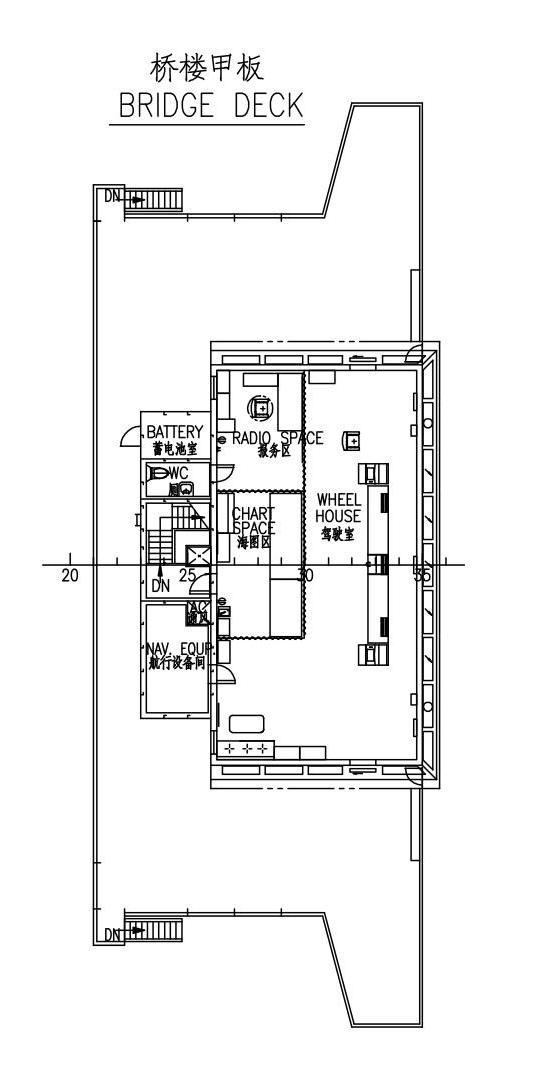 桥楼甲板
BRIDGE DECK
DN
BATTERY
蓄电池室
RADIO SPACE
报务区
WC
厕
CHART
SPACE
海图区
WHEEL
HOUSE
驾驶室
20
25
30
35
DN
AC
通风
NAV. EQUP.
航行设备间
DN